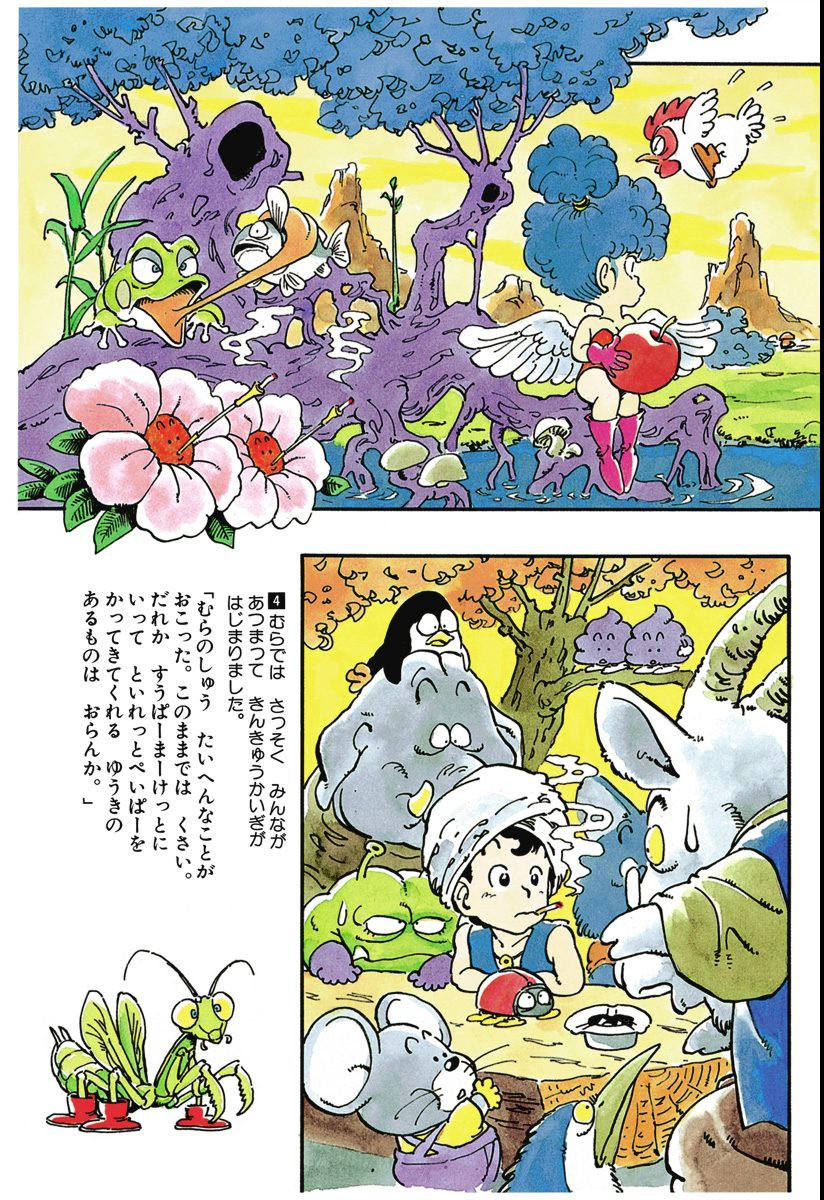 4 むらでは さっそく みんなが
あつまって きんきゅうかいぎが
はじまりました。
「むらのしゅう たいへんなことが
おこった。このままでは くさい。
だれか すうぱーまーけっとに
いって といれっとぺいぱーを
かってきてくれる ゆうきの
あるものは おらんか。」